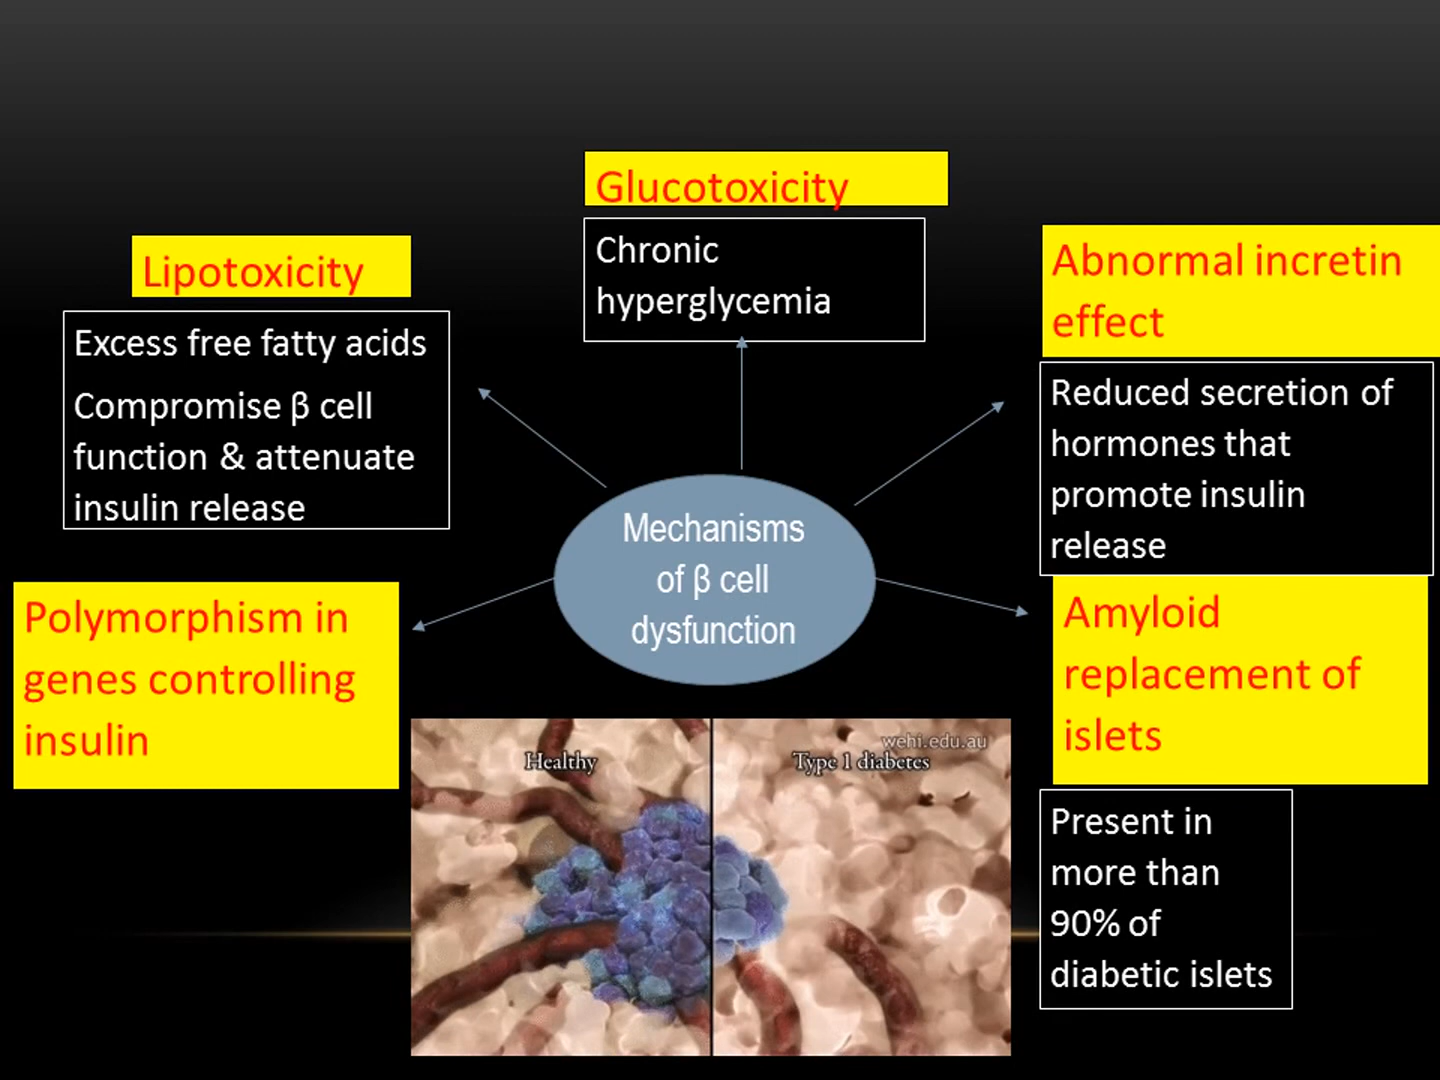 Glucotoxicity
Chronic
hyperglycemia
Lipotoxicity
Excess free fatty acids
Compromise β cell
function & attenuate
insulin release
Abnormal incretin
effect
Reduced secretion of
hormones that
promote insulin
release
Mechanisms
of β cell
dysfunction
Polymorphism in
genes controlling
insulin
Amyloid
replacement of
islets
Present in
more than
90% of
diabetic islets
Healthy
wehi.edu.au
Type 1 diabetes